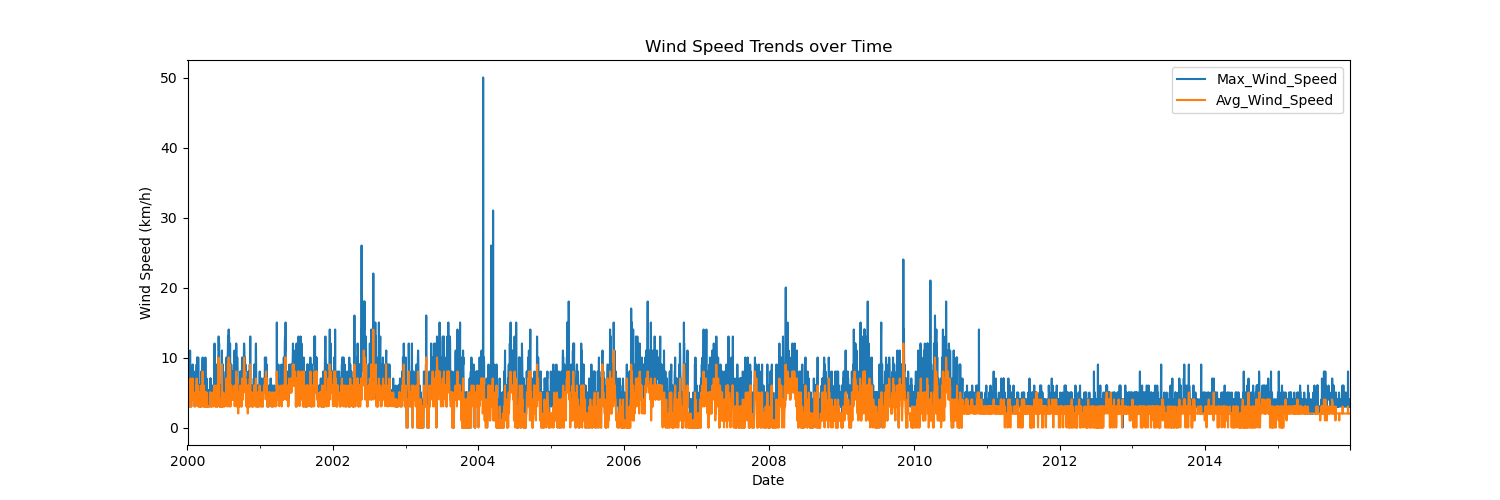 Wind Speed Trends over Time
Max_Wind_Speed
Avg_Wind_Speed
Wind Speed (km/h)
50
40
30
20
10
0
2000 2002 2004 2006 2008 2010 2012 2014
Date